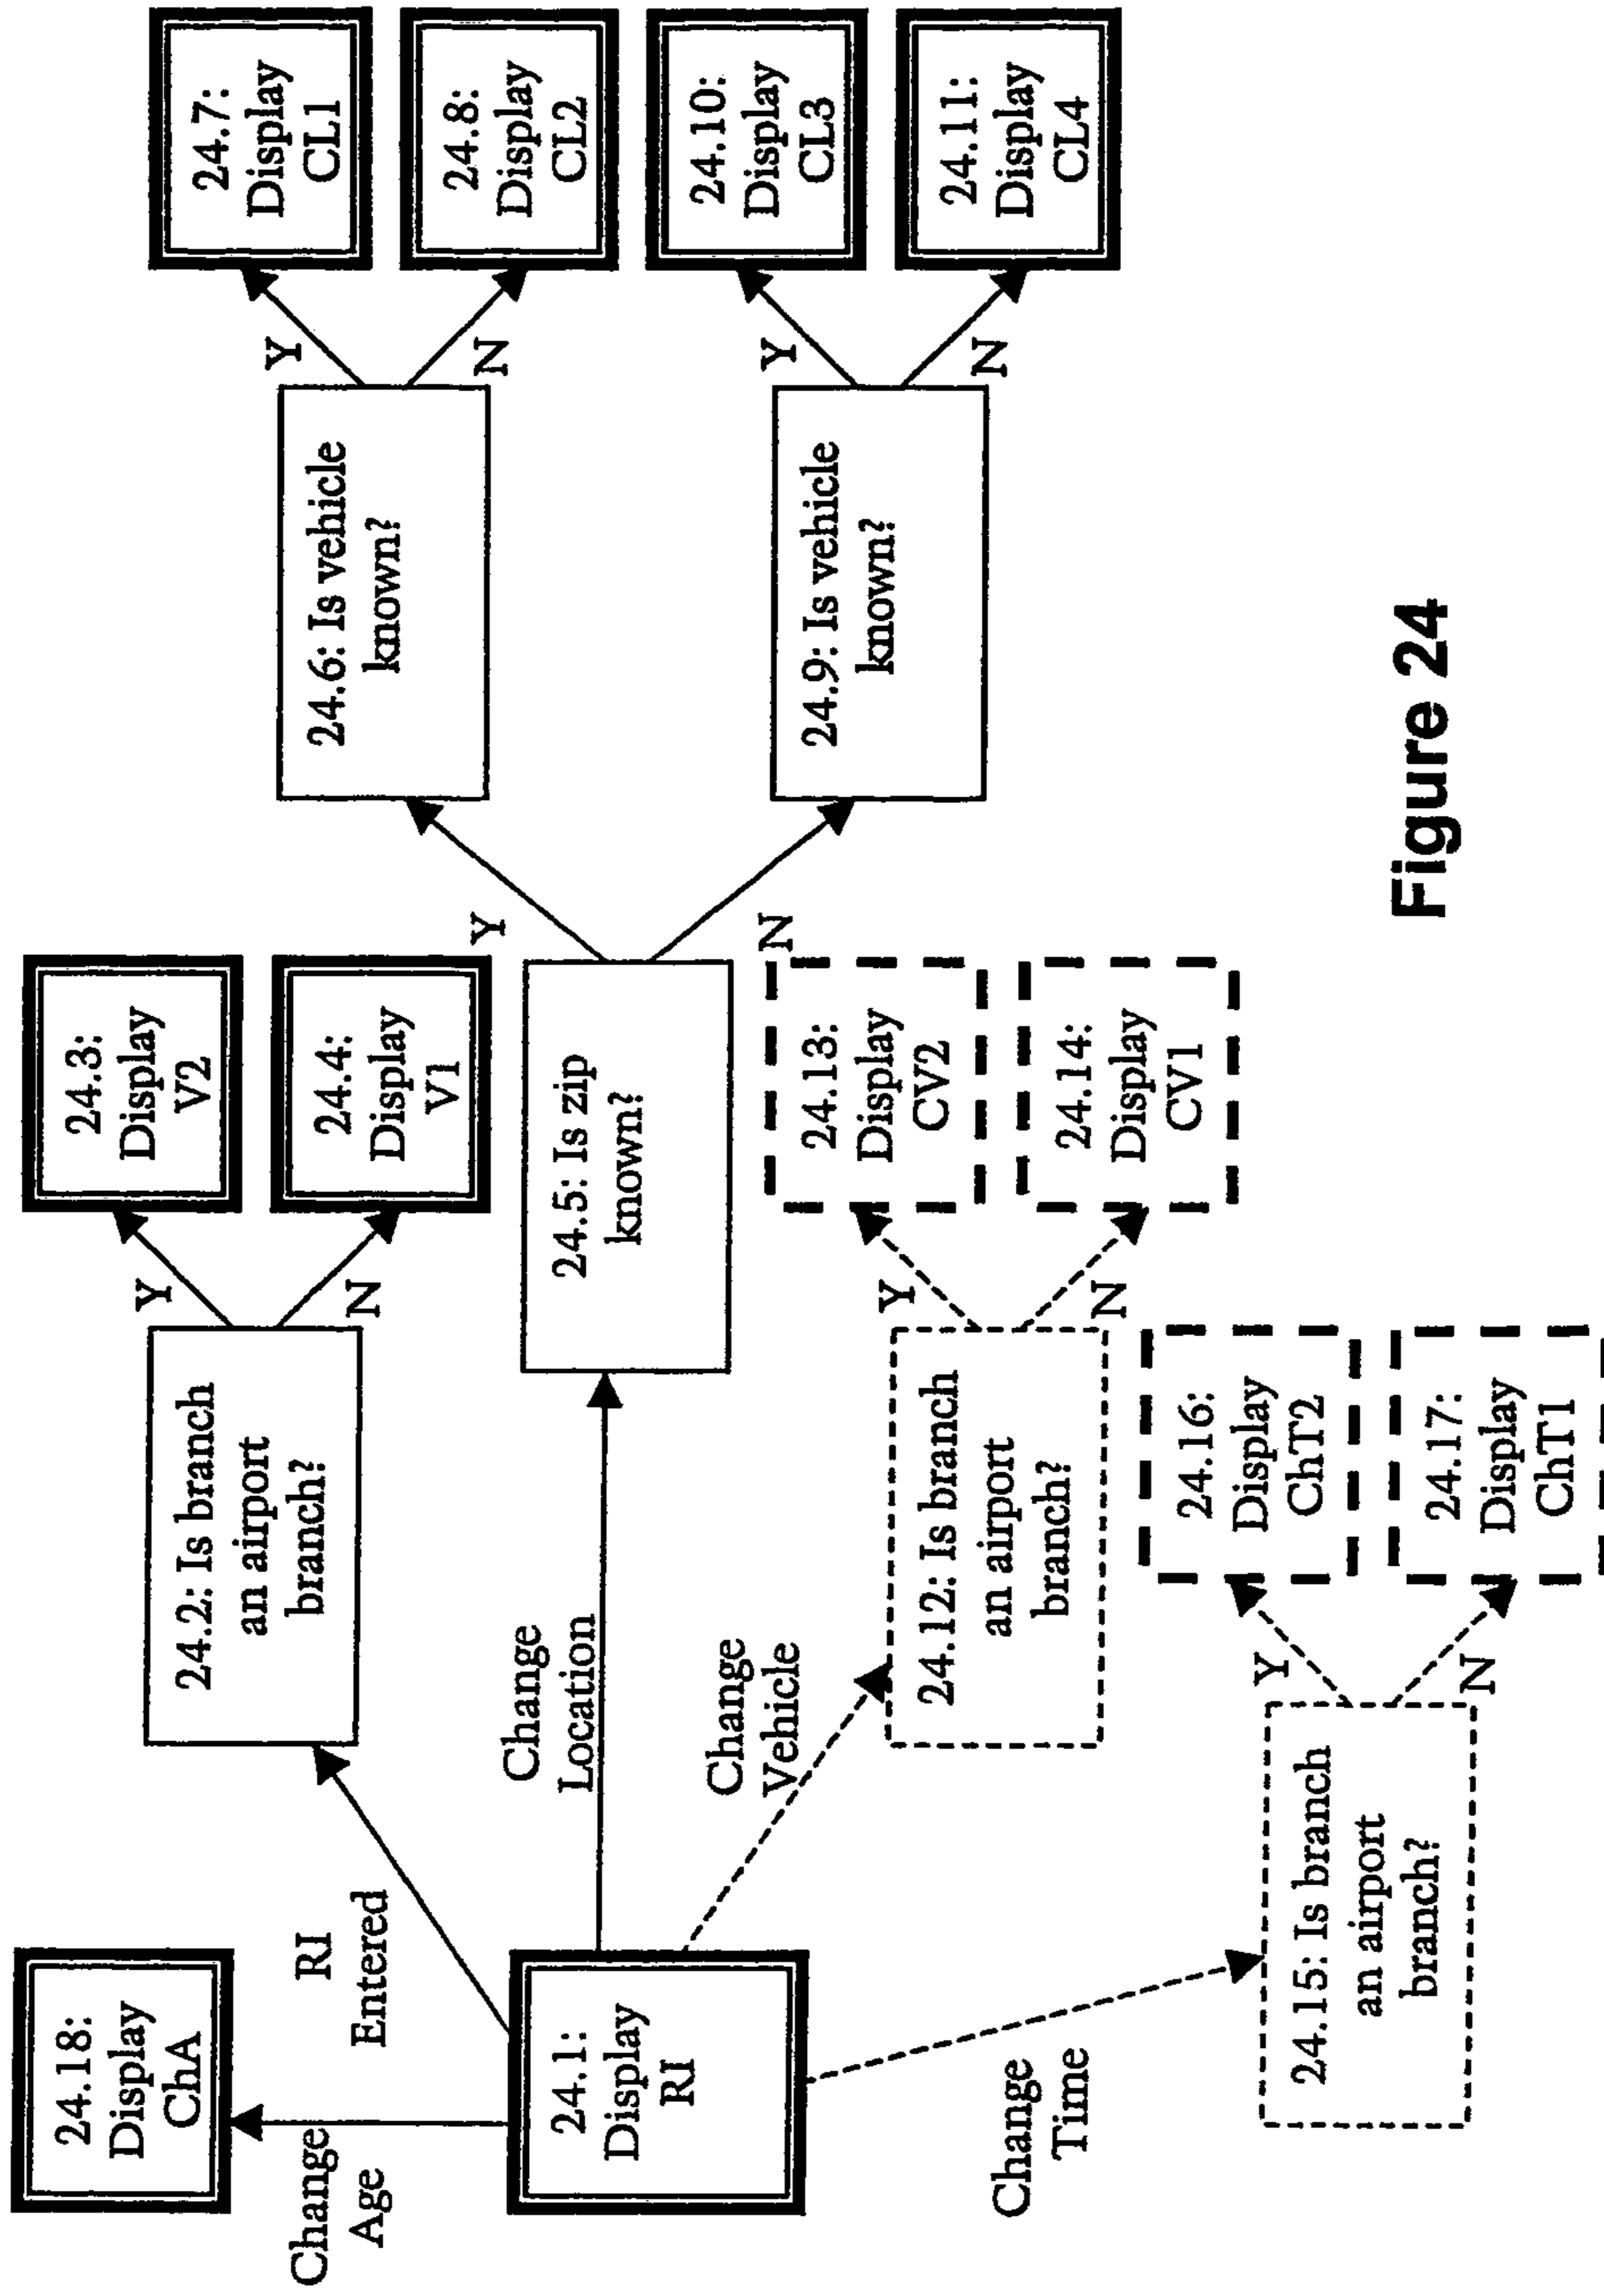 24.18:
Display
ChA
Change
Age
RI
Entered
24.1:
Display
RI
24.2: Is branch
an airport
branch?
Y
N
24.3:
Display
V2
24.4:
Display
V1
Change
Location
24.5: Is zip
known?
Y
N
24.6: Is vehicle
known?
Y
N
24.7:
Display
CL1
24.8:
Display
CL2
24.9: Is vehicle
known?
Y
N
24.10:
Display
CL3
24.11:
Display
CL4
Change
Vehicle
24.12: Is branch
an airport
branch?
Y
N
24.13:
Display
CV2
24.14:
Display
CV1
Change
Time
24.15: Is branch
an airport
branch?
Y
N
24.16:
Display
ChT2
24.17:
Display
ChT1
Figure 24